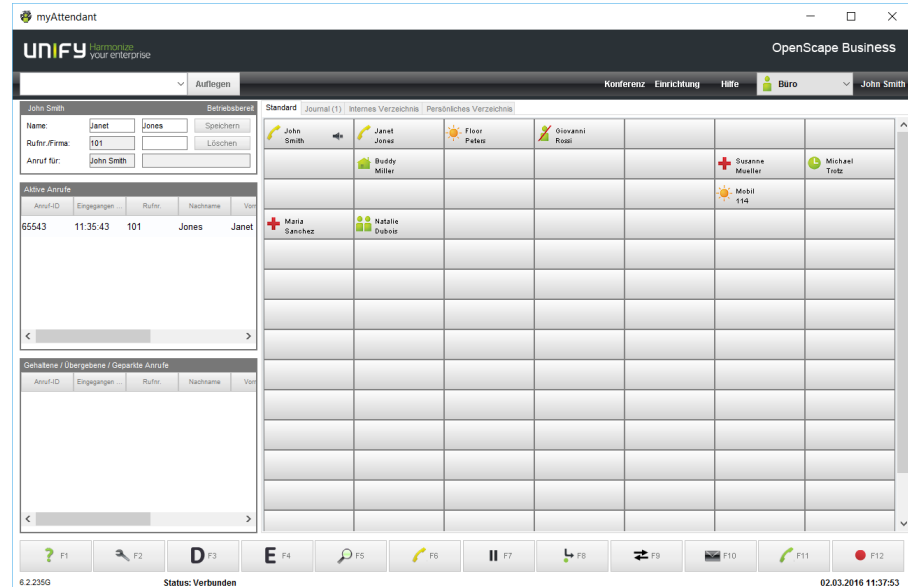 myAttendant
UNIFY Harmonize your enterprise
OpenScape Business
Auflegen
Konferenz Einrichtung Hilfe Büro John Smith
John Smith Betriebsbereit
Name: Janet Jones Speichern
Rufnr./Firma: 101 Löschen
Anruf für: John Smith
Aktive Anrufe
Anruf-ID Eingegangen ... Rufnr. Nachname Vorn
65543 11:35:43 101 Jones Janet
Gehaltene / Übergebene / Geparkte Anrufe
Anruf-ID Eingegangen ... Rufnr. Nachname Vorn
Standard Journal (1) Internes Verzeichnis Persönliches Verzeichnis
John Smith
Janet Jones
Floor Peters
Giovanni Rossi
Buddy Miller
Susanne Mueller
Michael Trotz
Mobil 114
Maria Sanchez
Natalie Dubois
? F1 F2 D F3 E F4 F5 F6 F7 F8 F9 F10 F11 F12
6.2.235G Status: Verbunden 02.03.2016 11:37:53